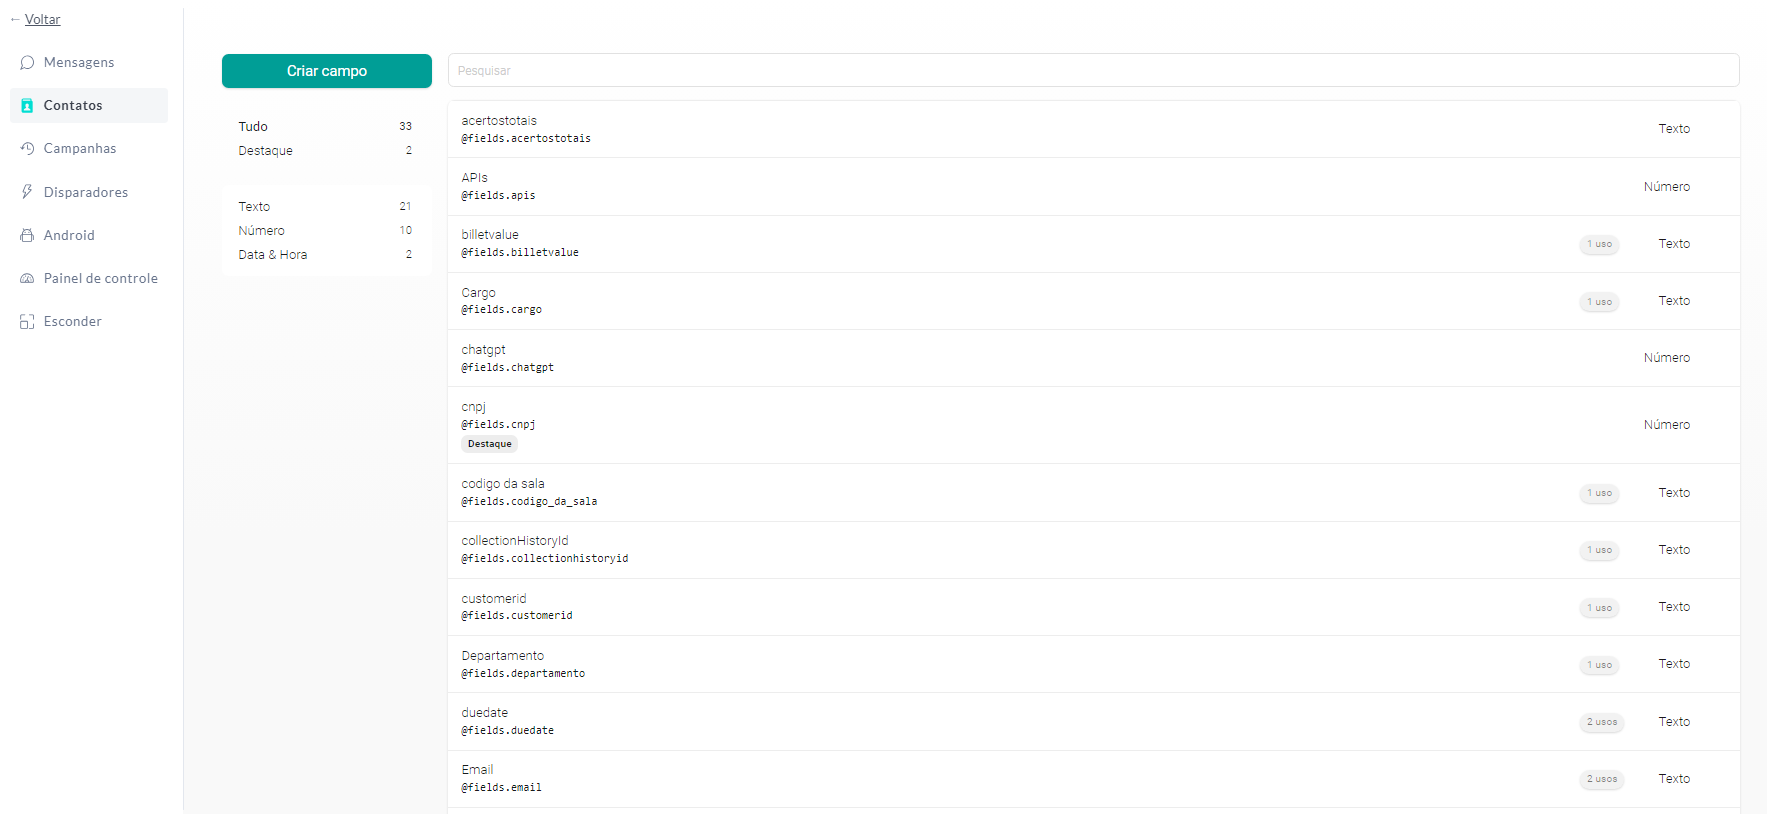 ← Voltar
Mensagens
Contatos
Campanhas
Disparadores
Android
Painel de controle
Esconder
Criar campo
Tudo 33
Destaque 2
Texto 21
Número 10
Data & Hora 2
Pesquisar
acertostotais
@fields.acertostotais
Texto
APIs
@fields.apis
Número
billetvalue
@fields.billetvalue
1 uso Texto
Cargo
@fields.cargo
1 uso Texto
chatgpt
@fields.chatgpt
Número
cnpj
@fields.cnpj
Destaque
Número
codigo da sala
@fields.codigo_da_sala
1 uso Texto
collectionHistoryId
@fields.collectionhistoryid
1 uso Texto
customerid
@fields.customerid
1 uso Texto
Departamento
@fields.departamento
1 uso Texto
duedate
@fields.duedate
2 usos Texto
Email
@fields.email
2 usos Texto